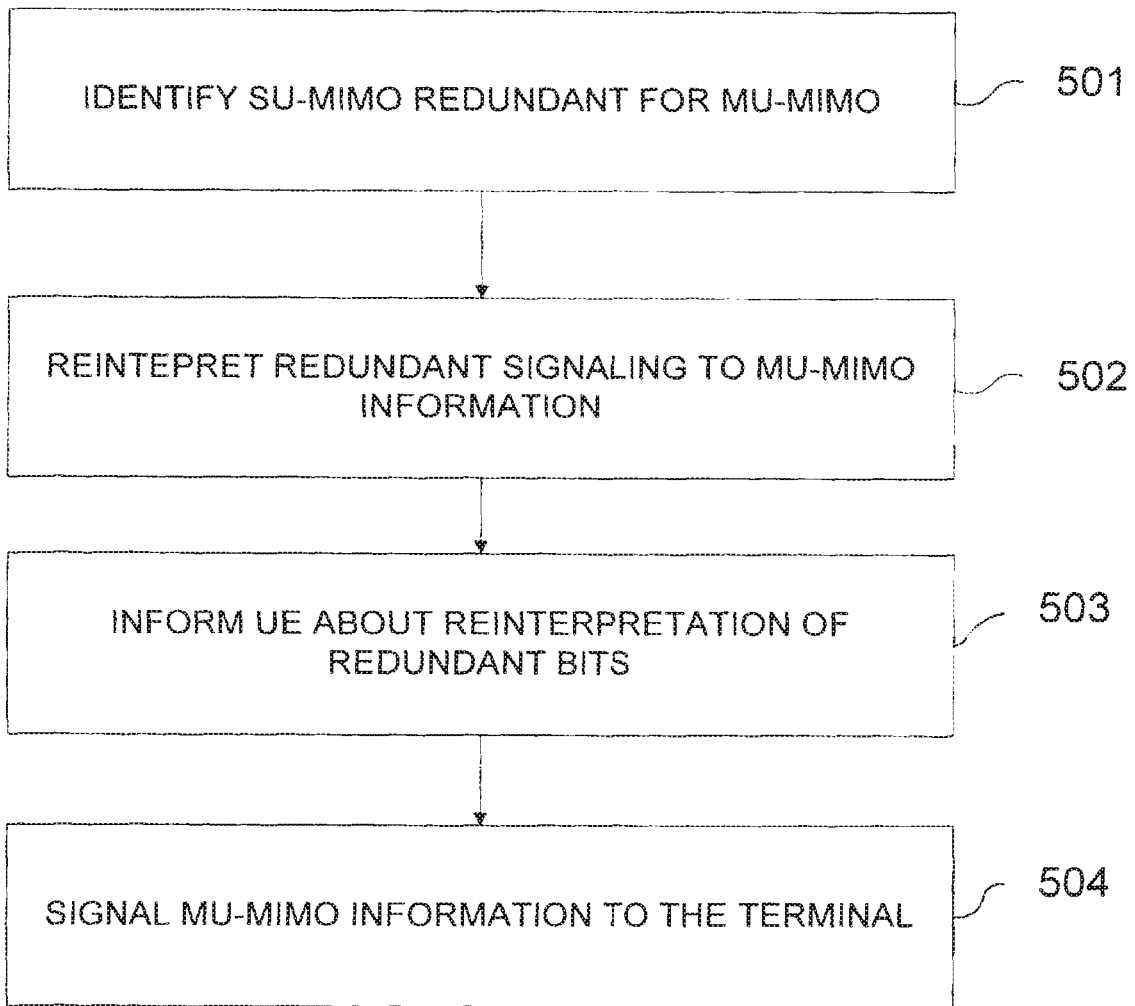 IDENTIFY SU-MIMO REDUNDANT FOR MU-MIMO
501
REINTEPRET REDUNDANT SIGNALING TO MU-MIMO
INFORMATION
502
INFORM UE ABOUT REINTERPRETATION OF
REDUNDANT BITS
503
SIGNAL MU-MIMO INFORMATION TO THE TERMINAL
504